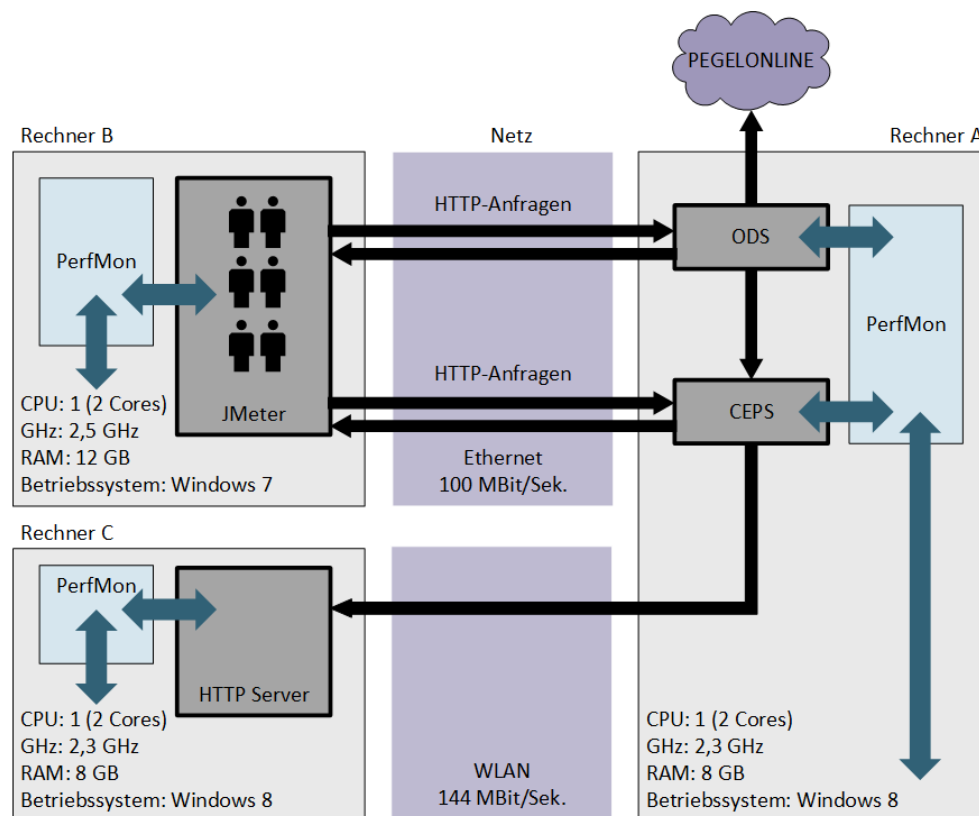 PEGELONLINE
Rechner B
Netz
Rechner A
PerfMon
JMeter
CPU: 1 (2 Cores)
GHz: 2,5 GHz
RAM: 12 GB
Betriebssystem: Windows 7
HTTP-Anfragen
HTTP-Anfragen
Ethernet
100 MBit/Sek.
ODS
CEPS
PerfMon
Rechner C
PerfMon
HTTP Server
CPU: 1 (2 Cores)
GHz: 2,3 GHz
RAM: 8 GB
Betriebssystem: Windows 8
WLAN
144 MBit/Sek.
CPU: 1 (2 Cores)
GHz: 2,3 GHz
RAM: 8 GB
Betriebssystem: Windows 8